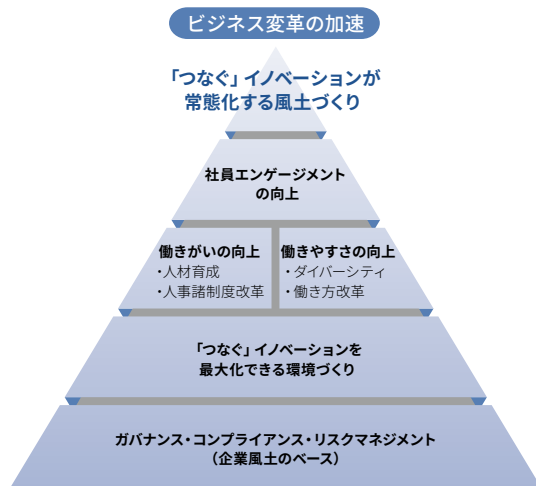 ビジネス変革の加速
「つなぐ」イノベーションが
常態化する風土づくり
社員エンゲージメント
の向上
働きがいの向上
・人材育成
・人事諸制度改革
働きやすさの向上
・ダイバーシティ
・働き方改革
「つなぐ」イノベーションを
最大化できる環境づくり
ガバナンス・コンプライアンス・リスクマネジメント
（企業風土のベース）